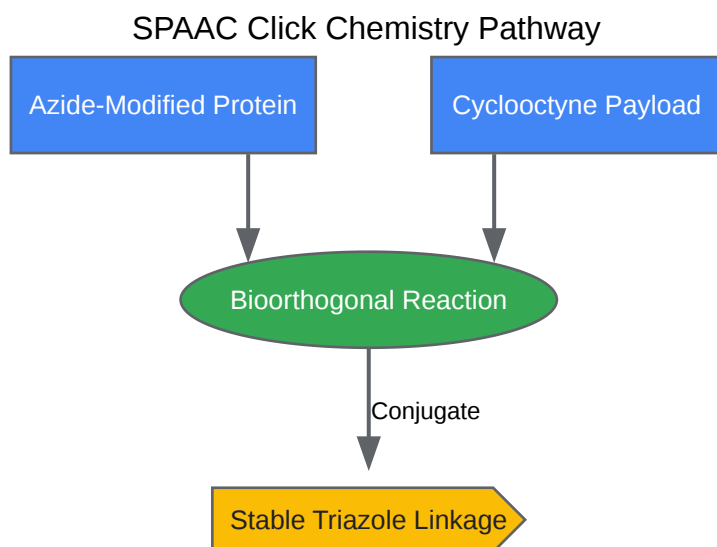 SPAAC Click Chemistry Pathway
Azide-Modified Protein
Cyclooctyne Payload
Bioorthogonal Reaction
Conjugate
Stable Triazole Linkage